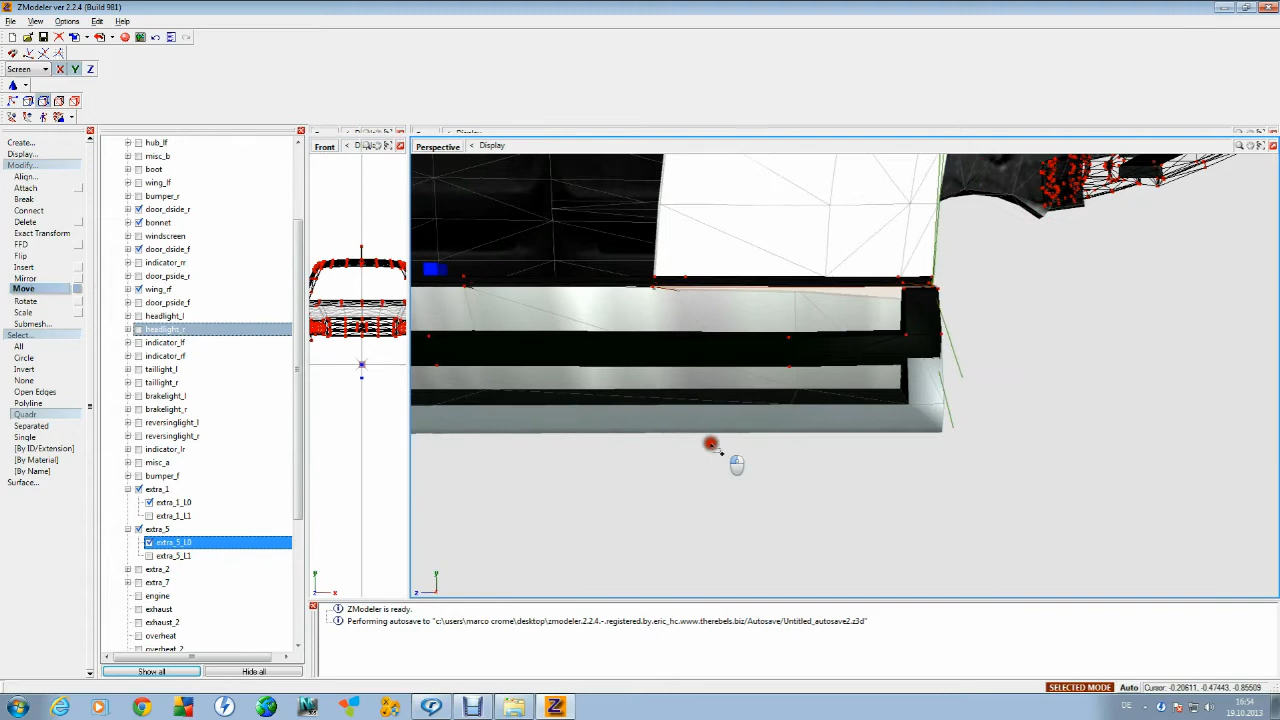 ZModeler ver 2.2.4 (Build 981)
File View Options Edit Help
Screen X Y Z
Create...
Display...
Modify...
Align...
Attach
Break
Connect
Delete
Exact Transform
FFD
Flip
Insert
Mirror
Move
Rotate
Scale
Submesh...
Select...
All
Circle
Invert
None
Open Edges
Polyline
Quadr
Separated
Single
[By ID/Extension]
[By Material]
[By Name]
Surface...
hub_lf
misc_b
boot
wing_lf
bumper_r
door_dside_r
bonnet
windscreen
door_dside_f
indicator_rr
door_pside_r
wing_rf
door_pside_f
headlight_l
headlight_r
indicator_lf
indicator_rf
taillight_l
taillight_r
brakelight_l
brakelight_r
reversinglight_l
reversinglight_r
indicator_lr
misc_a
bumper_f
extra_1
extra_1_L0
extra_1_L1
extra_5
extra_5_L0
extra_5_L1
extra_2
extra_7
engine
exhaust
exhaust_2
overheat
overheat_2
Show all Hide all
Front <
Perspective < Display
y
z x
y
z
ZModeler is ready.
Performing autosave to "c:\users\marco crome\desktop\zmodeler.2.2.4.-.registered.by.eric_hc.www.therebels.biz/Autosave/Untitled_autosave2.z3d"
SELECTED MODE Auto Cursor: -0.20611, -0.47443, -0.85509
DE
16:54
19.10.2013